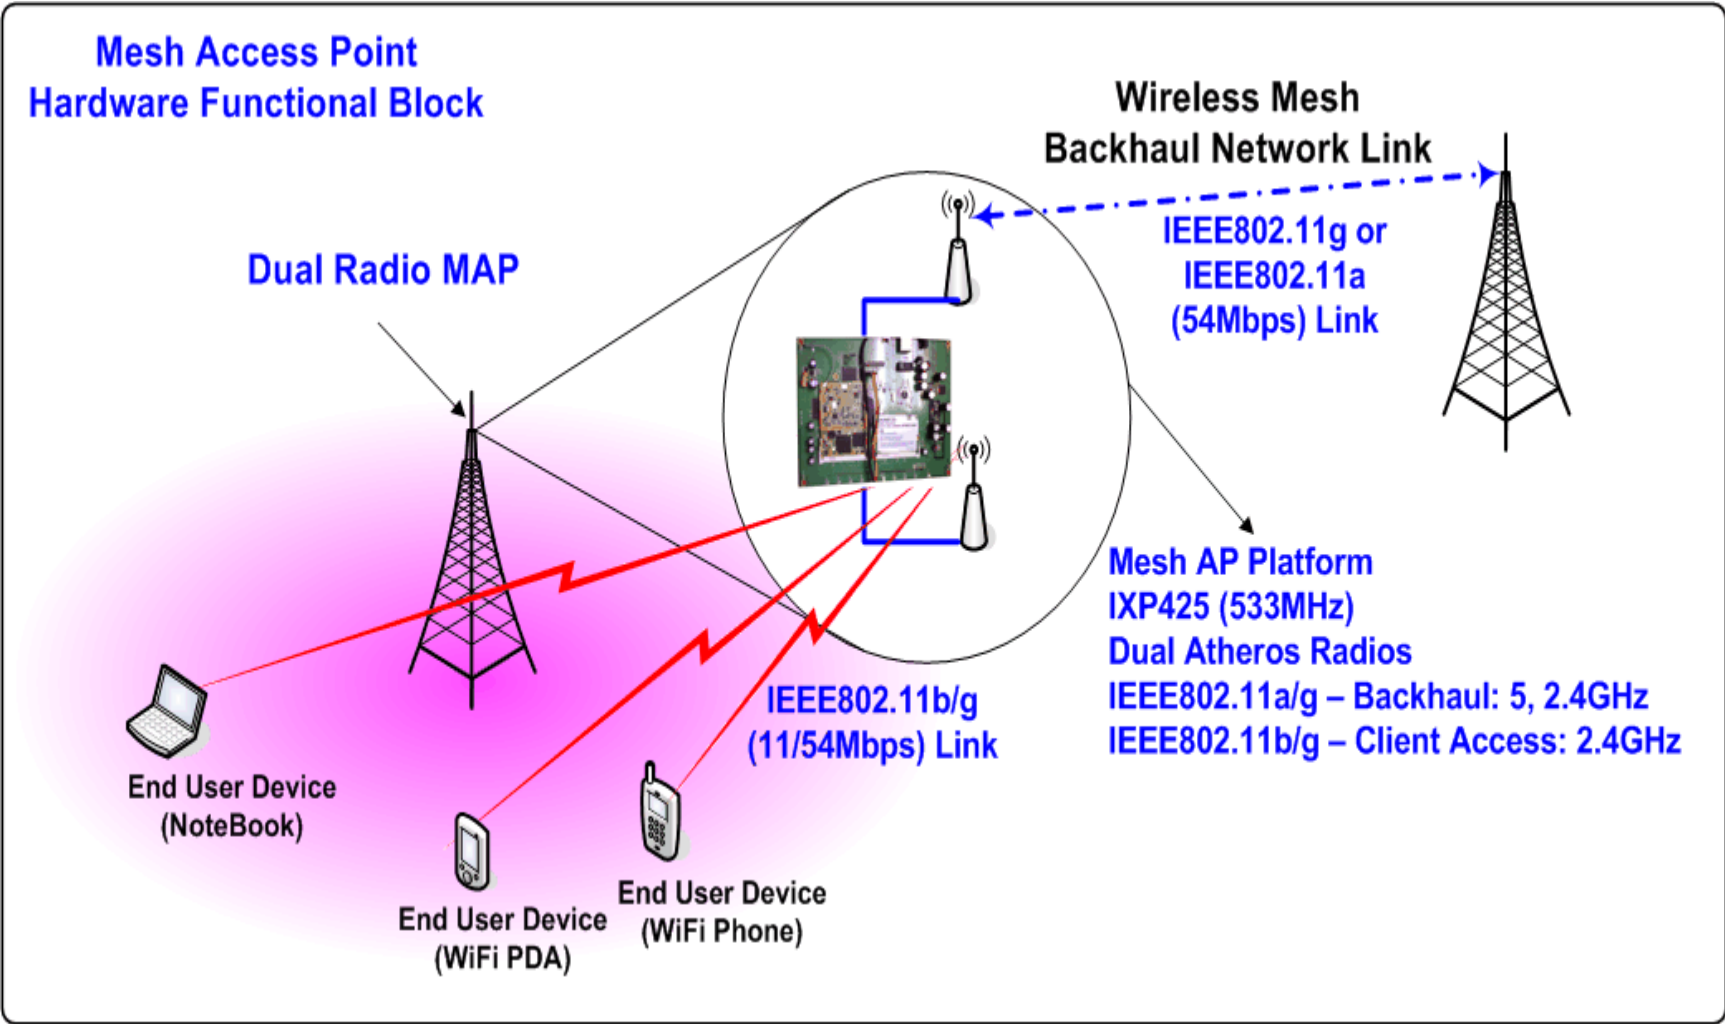 Mesh Access Point
Hardware Functional Block
Wireless Mesh
Backhaul Network Link
IEEE802.11g or
IEEE802.11a
(54Mbps) Link
Dual Radio MAP
Mesh AP Platform
IXP425 (533MHz)
Dual Atheros Radios
IEEE802.11a/g – Backhaul: 5, 2.4GHz
IEEE802.11b/g – Client Access: 2.4GHz
IEEE802.11b/g
(11/54Mbps) Link
End User Device
(NoteBook)
End User Device
(WiFi PDA)
End User Device
(WiFi Phone)